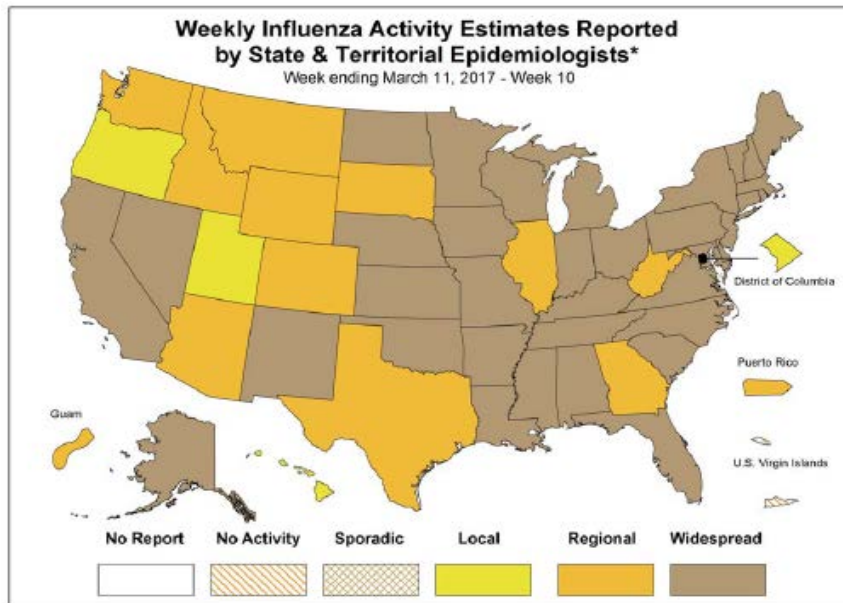 Weekly Influenza Activity Estimates Reported
by State & Territorial Epidemiologists*
Week ending March 11, 2017 - Week 10
District of Columbia
Puerto Rico
Guam
U.S. Virgin Islands
No Report No Activity Sporadic Local Regional Widespread